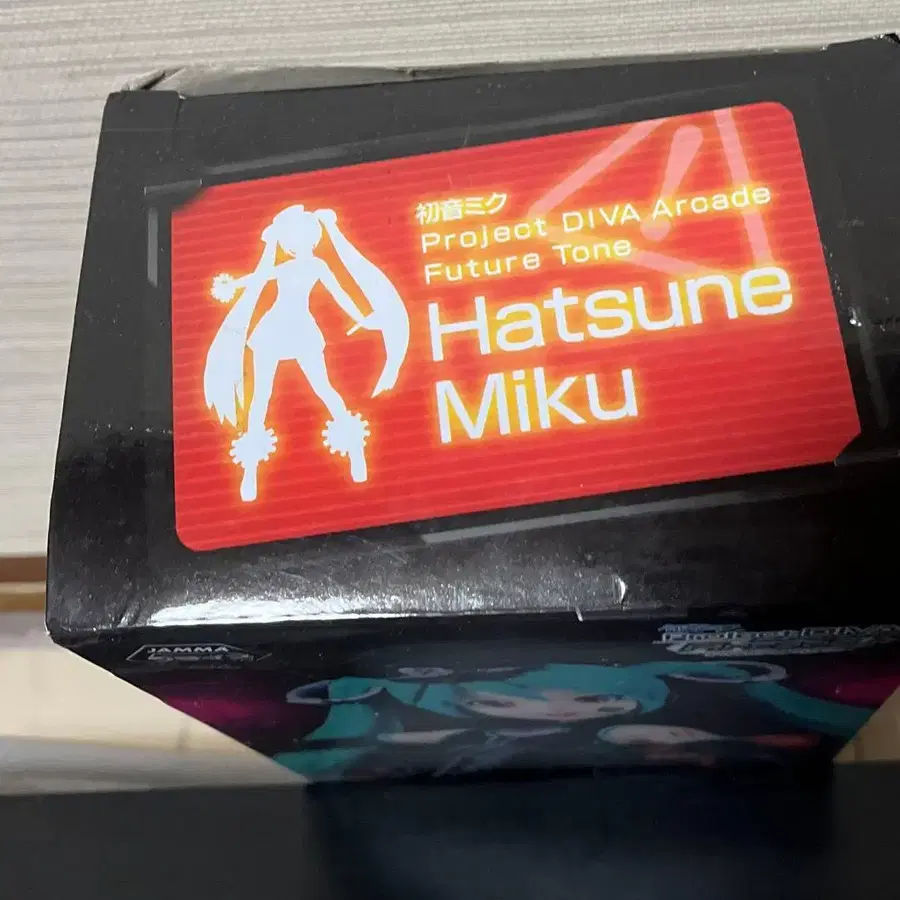 初音ミク
Project DIVA Arcade
Future Tone
Hatsune
Miku
JAMMA